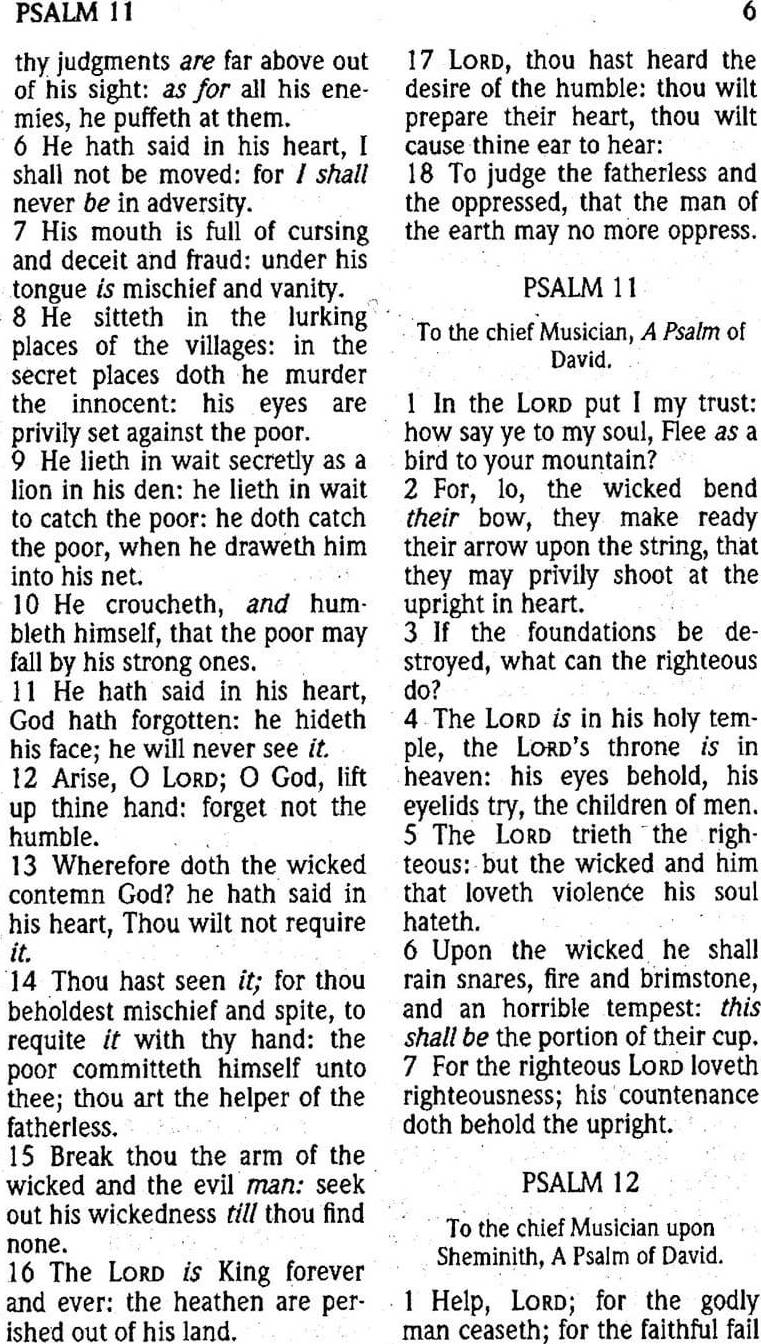 PSALM 11 6
thy judgments are far above out
of his sight: as for all his ene-
mies, he puffeth at them.
6 He hath said in his heart, I
shall not be moved: for I shall
never be in adversity.
7 His mouth is full of cursing
and deceit and fraud: under his
tongue is mischief and vanity.
8 He sitteth in the lurking
places of the villages: in the
secret places doth he murder
the innocent: his eyes are
privily set against the poor.
9 He lieth in wait secretly as a
lion in his den: he lieth in wait
to catch the poor: he doth catch
the poor, when he draweth him
into his net.
10 He croucheth, and hum-
bleth himself, that the poor may
fall by his strong ones.
11 He hath said in his heart,
God hath forgotten: he hideth
his face; he will never see it.
12 Arise, O LORD; O God, lift
up thine hand: forget not the
humble.
13 Wherefore doth the wicked
contemn God? he hath said in
his heart, Thou wilt not require
it.
14 Thou hast seen it; for thou
beholdest mischief and spite, to
requite it with thy hand: the
poor committeth himself unto
thee; thou art the helper of the
fatherless.
15 Break thou the arm of the
wicked and the evil man: seek
out his wickedness till thou find
none.
16 The LORD is King forever
and ever: the heathen are per-
ished out of his land.
17 LORD, thou hast heard the
desire of the humble: thou wilt
prepare their heart, thou wilt
cause thine ear to hear:
18 To judge the fatherless and
the oppressed, that the man of
the earth may no more oppress.
PSALM 11
To the chief Musician, A Psalm of
David.
1 In the LORD put I my trust:
how say ye to my soul, Flee as a
bird to your mountain?
2 For, lo, the wicked bend
their bow, they make ready
their arrow upon the string, that
they may privily shoot at the
upright in heart.
3 If the foundations be de-
stroyed, what can the righteous
do?
4 The LORD is in his holy tem-
ple, the LORD's throne is in
heaven: his eyes behold, his
eyelids try, the children of men.
5 The LORD trieth the righ-
teous: but the wicked and him
that loveth violence his soul
hateth.
6 Upon the wicked he shall
rain snares, fire and brimstone,
and an horrible tempest: this
shall be the portion of their cup.
7 For the righteous LORD loveth
righteousness; his countenance
doth behold the upright.
PSALM 12
To the chief Musician upon
Sheminith, A Psalm of David.
1 Help, LORD; for the godly
man ceaseth; for the faithful fail